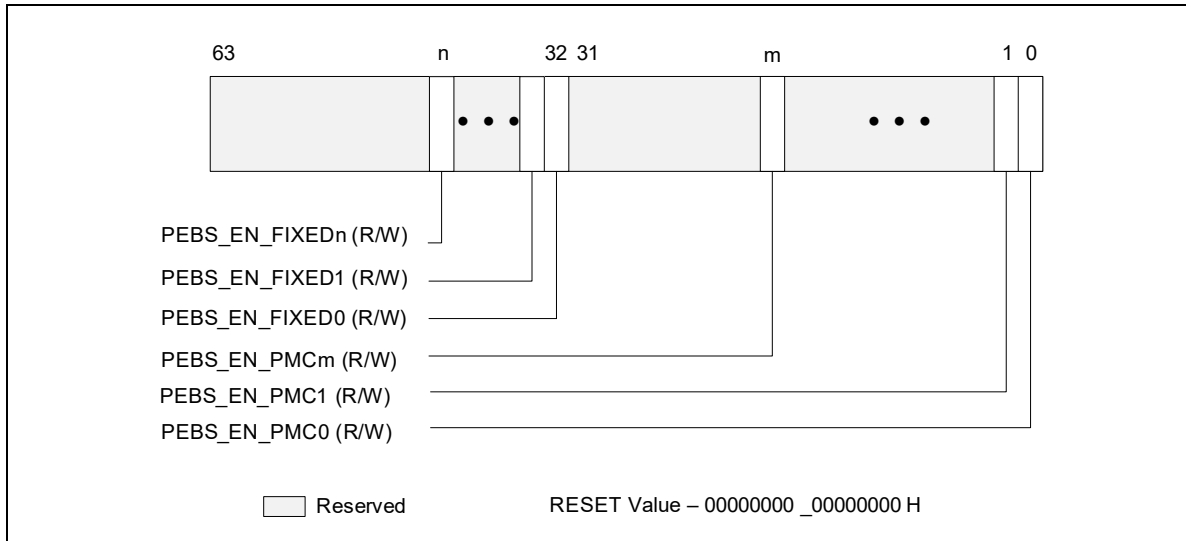 63 n 32 31 m 1 0
PEBS_EN_FIXEDn (R/W)
PEBS_EN_FIXED1 (R/W)
PEBS_EN_FIXED0 (R/W)
PEBS_EN_PMCm (R/W)
PEBS_EN_PMC1 (R/W)
PEBS_EN_PMC0 (R/W)
Reserved RESET Value – 00000000 _00000000 H